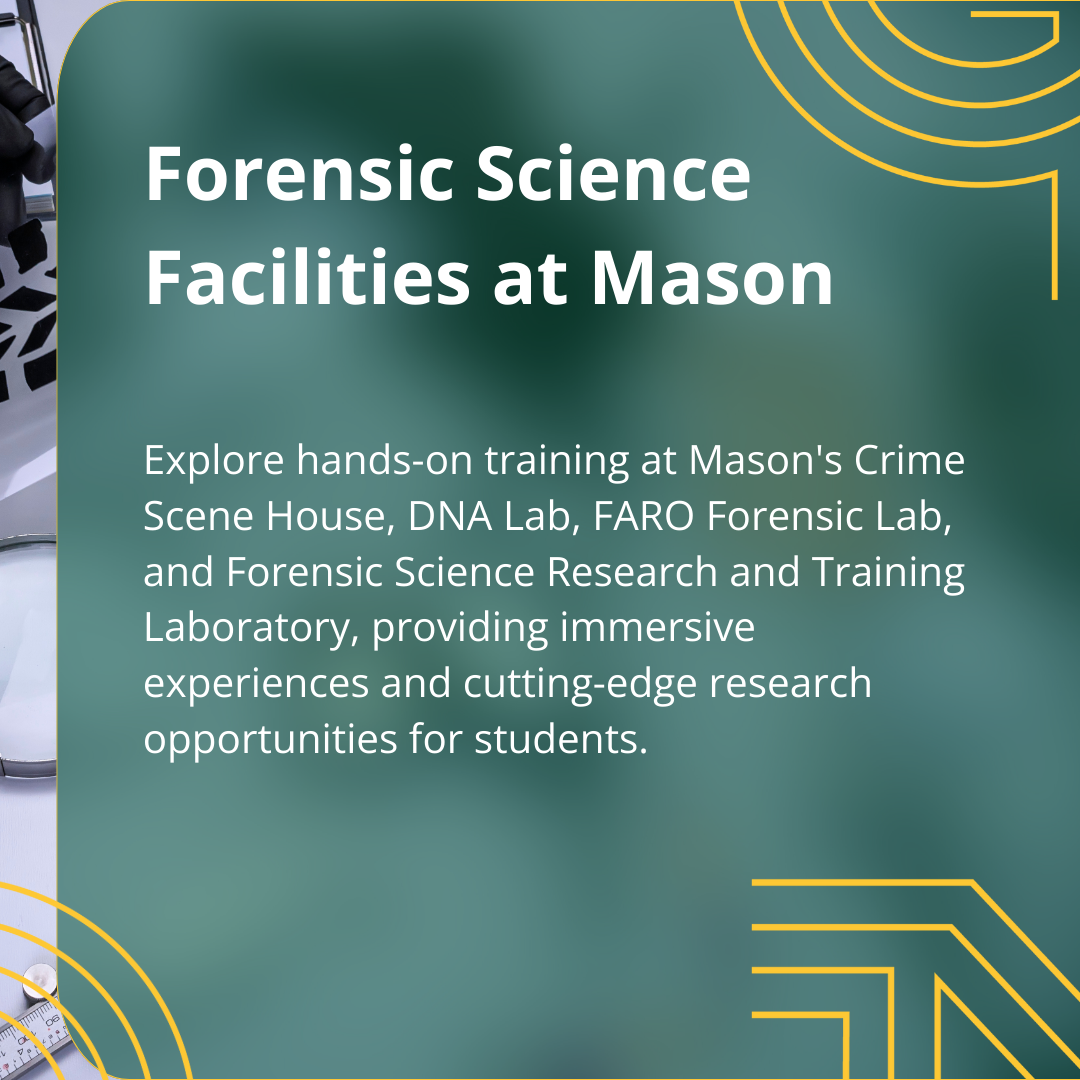 Forensic Science
Facilities at Mason
Explore hands-on training at Mason's Crime
Scene House, DNA Lab, FARO Forensic Lab,
and Forensic Science Research and Training
Laboratory, providing immersive
experiences and cutting-edge research
opportunities for students.